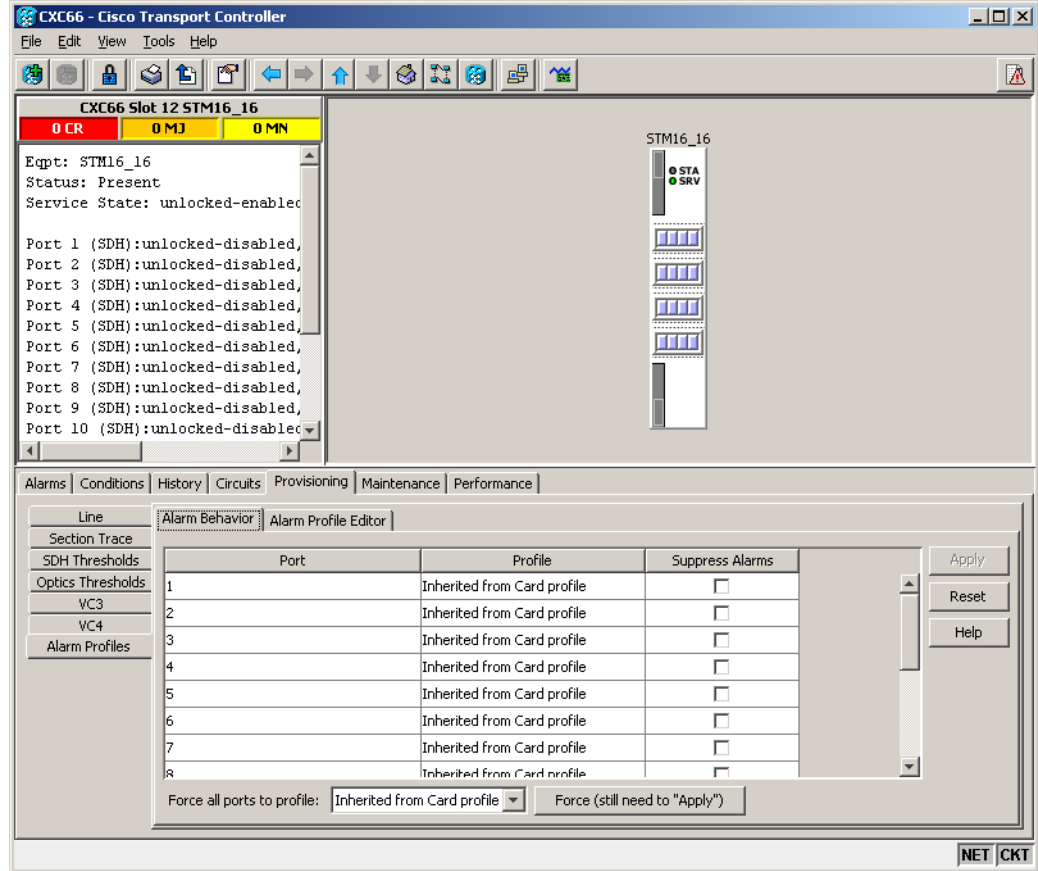 CXC66 - Cisco Transport Controller
File Edit View Tools Help
CXC66 Slot 12 STM16_16
0 CR 0 MJ 0 MN
Eqpt: STM16_16
Status: Present
Service State: unlocked-enabled
Port 1 (SDH):unlocked-disabled,
Port 2 (SDH):unlocked-disabled,
Port 3 (SDH):unlocked-disabled,
Port 4 (SDH):unlocked-disabled,
Port 5 (SDH):unlocked-disabled,
Port 6 (SDH):unlocked-disabled,
Port 7 (SDH):unlocked-disabled,
Port 8 (SDH):unlocked-disabled,
Port 9 (SDH):unlocked-disabled,
Port 10 (SDH):unlocked-disabled
STM16_16
STA
SRV
Alarms Conditions History Circuits Provisioning Maintenance Performance
Line
Section Trace
SDH Thresholds
Optics Thresholds
VC3
VC4
Alarm Profiles
Alarm Behavior Alarm Profile Editor
Port Profile Suppress Alarms
1 Inherited from Card profile
2 Inherited from Card profile
3 Inherited from Card profile
4 Inherited from Card profile
5 Inherited from Card profile
6 Inherited from Card profile
7 Inherited from Card profile
8 Inherited from Card profile
Apply
Reset
Help
Force all ports to profile: Inherited from Card profile Force (still need to "Apply")
NET CKT